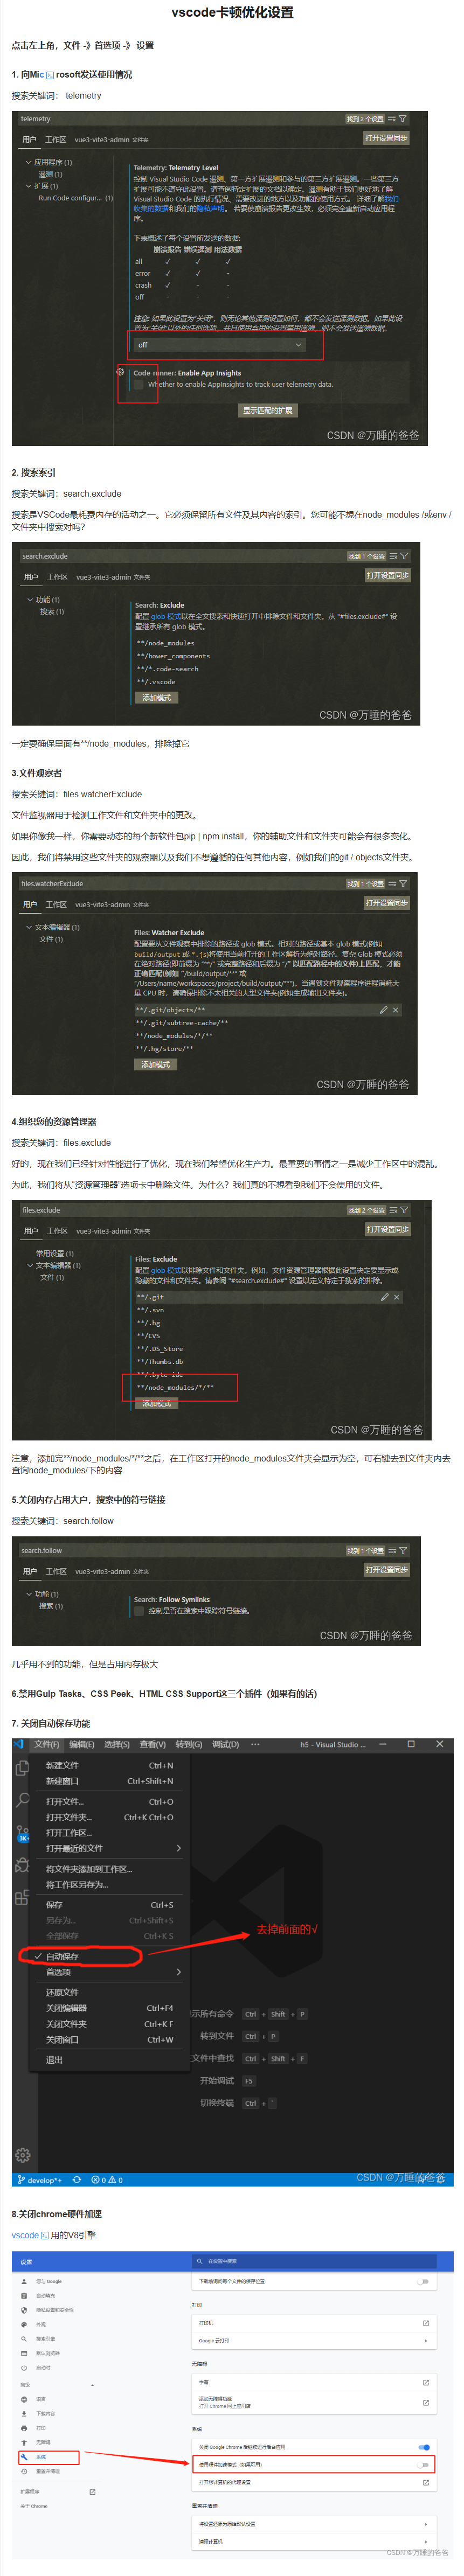 vscode卡顿优化设置
点击左上角，文件 -》首选项 -》 设置
1. 向Mic rosoft发送使用情况
搜索关键词： telemetry
telemetry
找到 2 个设置
用户 工作区 vue3-vite3-admin 文件夹
打开设置同步
应用程序 (1)
遥测 (1)
扩展 (1)
Run Code configur... (1)
Telemetry: Telemetry Level
控制 Visual Studio Code 遥测、第一方扩展遥测和参与的第三方扩展遥测。一些第三
方扩展可能不遵守此设置。请查阅特定扩展的文档以确定。遥测有助于我们更好地了解
Visual Studio Code 的执行情况、需要改进的地方以及功能的使用方式。 详细了解我们
收集的数据和我们的隐私声明。 若要使崩溃报告更改生效，必须完全重新启动应用程
序。
下表概述了每个设置所发送的数据:
崩溃报告 错误遥测 用法数据
all ✓ ✓ ✓
error ✓ ✓ -
crash ✓ - -
off - - -
注意: 如果此设置为"关闭"，则无论其他遥测设置如何，都不会发送遥测数据。如果此设
置为"关闭"以外的任何选项，并且使用弃用的设置禁用遥测，则不会发送遥测数据。
off
Code-runner: Enable App Insights
Whether to enable AppInsights to track user telemetry data.
显示匹配的扩展
CSDN @万睡的爸爸
2. 搜索索引
搜索关键词：search.exclude
搜索是VSCode最耗费内存的活动之一。它必须保留所有文件及其内容的索引。您可能不想在node_modules /或env /
文件夹中搜索对吗?
search.exclude
找到 1 个设置
用户 工作区 vue3-vite3-admin 文件夹
打开设置同步
功能 (1)
搜索 (1)
Search: Exclude
配置 glob 模式以在全文搜索和快速打开中排除文件和文件夹。从 "#files.exclude#" 设
置继承所有 glob 模式。
**/node_modules
**/bower_components
**/*.code-search
**/.vscode
添加模式
CSDN @万睡的爸爸
一定要确保里面有**/node_modules，排除掉它
3.文件观察者
搜索关键词：files.watcherExclude
文件监视器用于检测工作文件和文件夹中的更改。
如果你像我一样，你需要动态的每个新软件包pip | npm install，你的辅助文件和文件夹可能会有很多变化。
因此，我们将禁用这些文件夹的观察器以及我们不想遵循的任何其他内容，例如我们的git / objects文件夹。
files.watcherExclude
找到 1 个设置
用户 工作区 vue3-vite3-admin 文件夹
打开设置同步
文本编辑器 (1)
文件 (1)
Files: Watcher Exclude
配置要从文件观察中排除的路径或 glob 模式。相对的路径或基本 glob 模式(例如
build/output 或 *.js)将使用当前打开的工作区解析为绝对路径。复杂 Glob 模式必须
在绝对路径(即前缀为 "**/" 或完整路径和后缀为 "/" 以匹配路径中的文件)上匹配，才能
正确匹配(例如 "/build/output/**" 或
"/Users/name/workspaces/project/build/output/**")。当遇到文件观察程序进程消耗大
量 CPU 时，请确保排除不太相关的大型文件夹(例如生成输出文件夹)。
**/.git/objects/**
**/.git/subtree-cache/**
**/node_modules/*/**
**/.hg/store/**
添加模式
CSDN @万睡的爸爸
4.组织您的资源管理器
搜索关键词：files.exclude
好的，现在我们已经针对性能进行了优化，现在我们希望优化生产力。最重要的事情之一是减少工作区中的混乱。
为此，我们将从"资源管理器"选项卡中删除文件。为什么？我们真的不想看到我们不会使用的文件。
files.exclude
找到 2 个设置
用户 工作区 vue3-vite3-admin 文件夹
打开设置同步
常用设置 (1)
文本编辑器 (1)
文件 (1)
Files: Exclude
配置 glob 模式以排除文件和文件夹。例如，文件资源管理器根据此设置决定要显示或
隐藏的文件和文件夹。请参阅 "#search.exclude#" 设置以定义特定于搜索的排除。
**/.git
**/.svn
**/.hg
**/CVS
**/.DS_Store
**/Thumbs.db
**/.byte-ide
**/node_modules/*/**
添加模式
CSDN @万睡的爸爸
注意，添加完**/node_modules/*/**之后，在工作区打开的node_modules文件夹会显示为空，可右键去到文件夹内去
查询node_modules/下的内容
5.关闭内存占用大户，搜索中的符号链接
搜索关键词：search.follow
search.follow
找到 1 个设置
用户 工作区 vue3-vite3-admin 文件夹
打开设置同步
功能 (1)
搜索 (1)
Search: Follow Symlinks
控制是否在搜索中跟踪符号链接。
CSDN @万睡的爸爸
几乎用不到的功能，但是占用内存极大
6.禁用Gulp Tasks、CSS Peek、HTML CSS Support这三个插件（如果有的话）
7. 关闭自动保存功能
文件(F) 编辑(E) 选择(S) 查看(V) 转到(G) 调试(D) ··· h5 - Visual Studio ...
新建文件 Ctrl+N
新建窗口 Ctrl+Shift+N
打开文件... Ctrl+O
打开文件夹... Ctrl+K Ctrl+O
打开工作区...
打开最近的文件
将文件夹添加到工作区...
将工作区另存为...
保存 Ctrl+S
另存为... Ctrl+Shift+S
全部保存 Ctrl+K S
自动保存
去掉前面的√
首选项
还原文件
关闭编辑器 Ctrl+F4
关闭文件夹 Ctrl+K F
关闭窗口 Ctrl+W
退出
示所有命令 Ctrl + Shift + P
转到文件 Ctrl + P
文件中查找 Ctrl + Shift + F
开始调试 F5
切换终端 Ctrl + `
develop*+ 0 0
CSDN @万睡的爸爸
8.关闭chrome硬件加速
vscode 用的V8引擎
设置
在设置中搜索
您与 Google
自动填充
隐私设置和安全性
外观
搜索引擎
默认浏览器
启动时
高级
语言
下载内容
打印
无障碍
系统
重置并清理
扩展程序
关于 Chrome
下载前询问每个文件的保存位置
打印
打印机
Google 云打印
无障碍
字幕
添加无障碍功能
打开 Chrome 网上应用店
系统
关闭 Google Chrome 后继续运行后台应用
使用硬件加速模式（如果可用）
打开您计算机的代理设置
重置并清理
将设置还原为原始默认设置
清理计算机
CSDN @万睡的爸爸